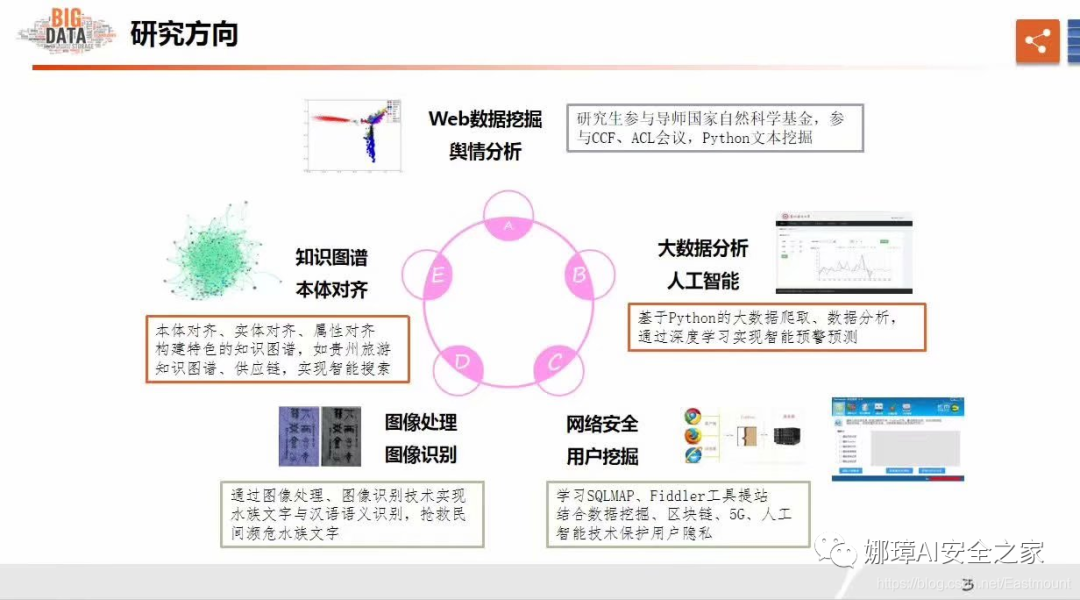 BIG
DATA
研究方向
Web数据挖掘
舆情分析
研究生参与导师国家自然科学基金，参
与CCF、ACL会议，Python文本挖掘
A
知识图谱
本体对齐
E
B
大数据分析
人工智能
本体对齐、实体对齐、属性对齐
构建特色的知识图谱，如贵州旅游
知识图谱、供应链，实现智能搜索
基于Python的大数据爬取、数据分析，
通过深度学习实现智能预警预测
D
C
图像处理
图像识别
网络安全
用户挖掘
通过图像处理、图像识别技术实现
水族文字与汉语语义识别，抢救民
间濒危水族文字
学习SQLMAP、Fiddler工具提站
结合数据挖掘、区块链、5G、人工
智能技术保护用户隐私
娜璋AI安全之家
https://blog.csdn.net/Eastmount
3